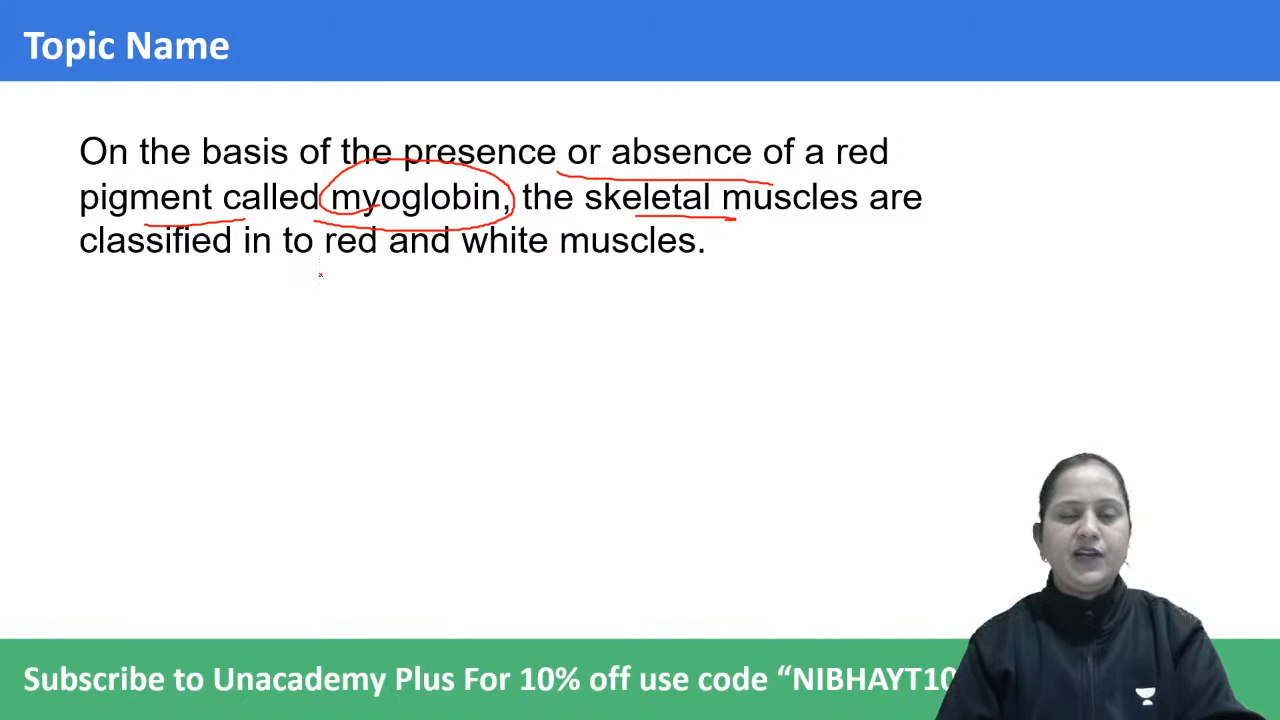 Topic Name
On the basis of the presence or absence of a red
pigment called myoglobin, the skeletal muscles are
classified in to red and white muscles.
Subscribe to Unacademy Plus For 10% off use code “NIBHAYT10